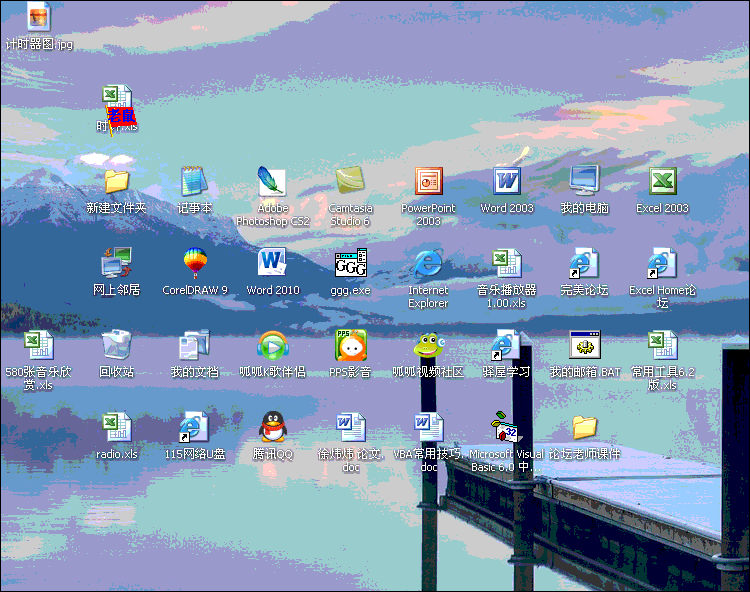 计时器图.jpg
新建文件夹
记事本
Adobe
Photoshop CS2
Camtasia
Studio 6
PowerPoint
2003
Word 2003
我的电脑
Excel 2003
网上邻居
CorelDRAW 9
Word 2010
GGG
ggg.exe
Internet
Explorer
音乐播放器
1.00.xls
完美论坛
Excel Home论
坛
580张音乐欣
赏.xls
回收站
我的文档
呱呱K歌伴侣
PPS
PPS影音
呱呱视频社区
驿屋学习
我的邮箱.BAT
常用工具6.2
版.xls
radio.xls
115网络U盘
腾讯QQ
徐炜炜 论文.
doc
VBA常用技巧.
doc
32
Microsoft Visual
Basic 6.0 中...
论坛老师课件